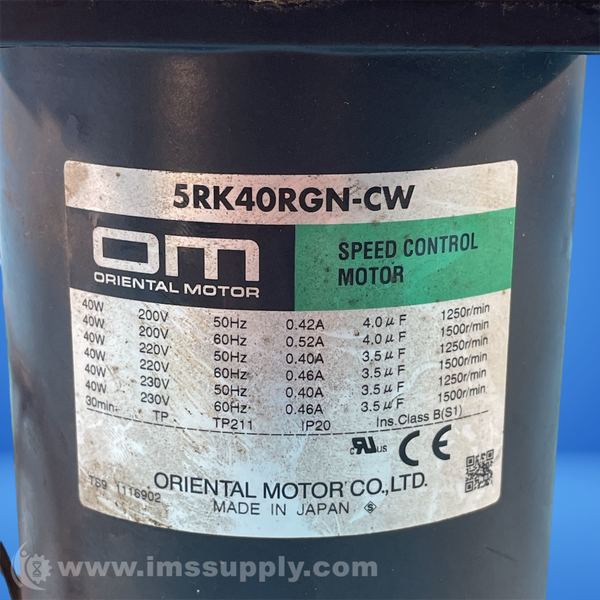 5RK40RGN-CW
om
ORIENTAL MOTOR
SPEED CONTROL
MOTOR
40W 200V 50Hz 0.42A 4.0μF 1250r/min
40W 200V 60Hz 0.52A 4.0μF 1500r/min
40W 220V 50Hz 0.40A 3.5μF 1250r/min
40W 220V 60Hz 0.46A 3.5μF 1500r/min
40W 230V 50Hz 0.40A 3.5μF 1250r/min
40W 230V 60Hz 0.46A 3.5μF 1500r/min
30min. TP TP211 IP20 Ins.Class B(S1)
c RU us CE
TS9 1116902
ORIENTAL MOTOR CO.,LTD.
MADE IN JAPAN S
www.imssupply.com